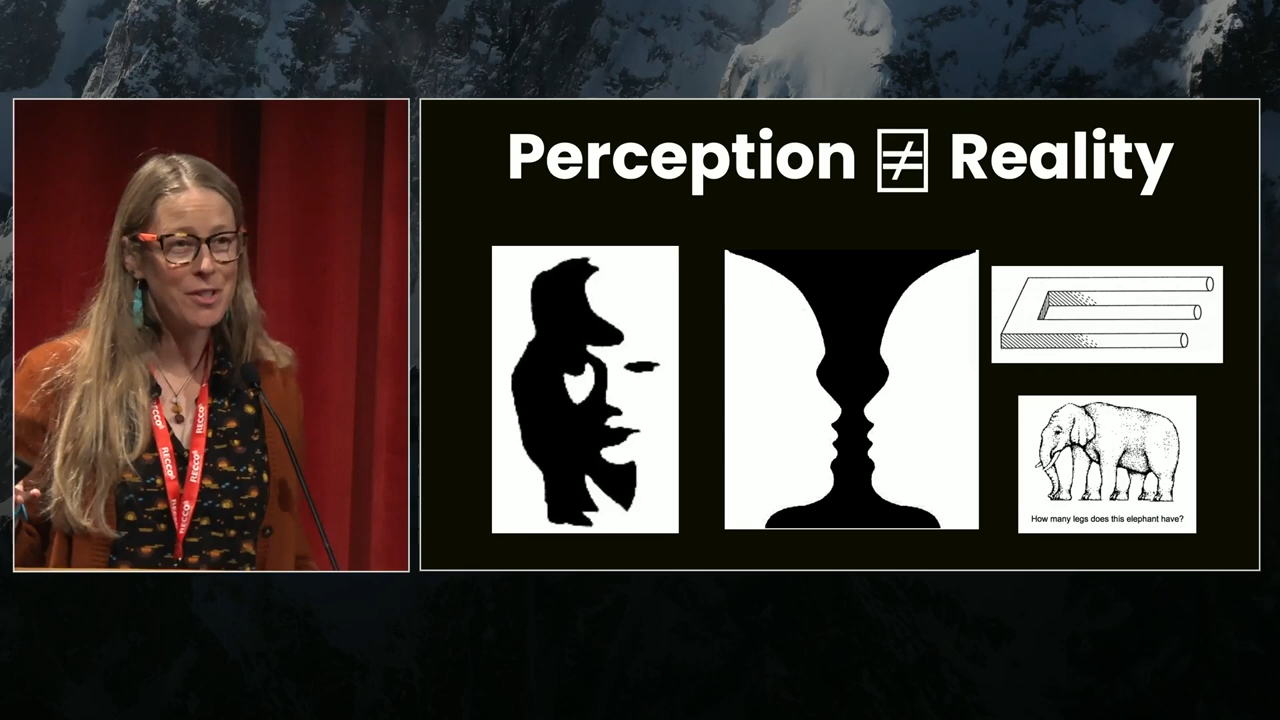 Perception ≠ Reality
How many legs does this elephant have?
RECCO
RECCO
RECCO
RECCO